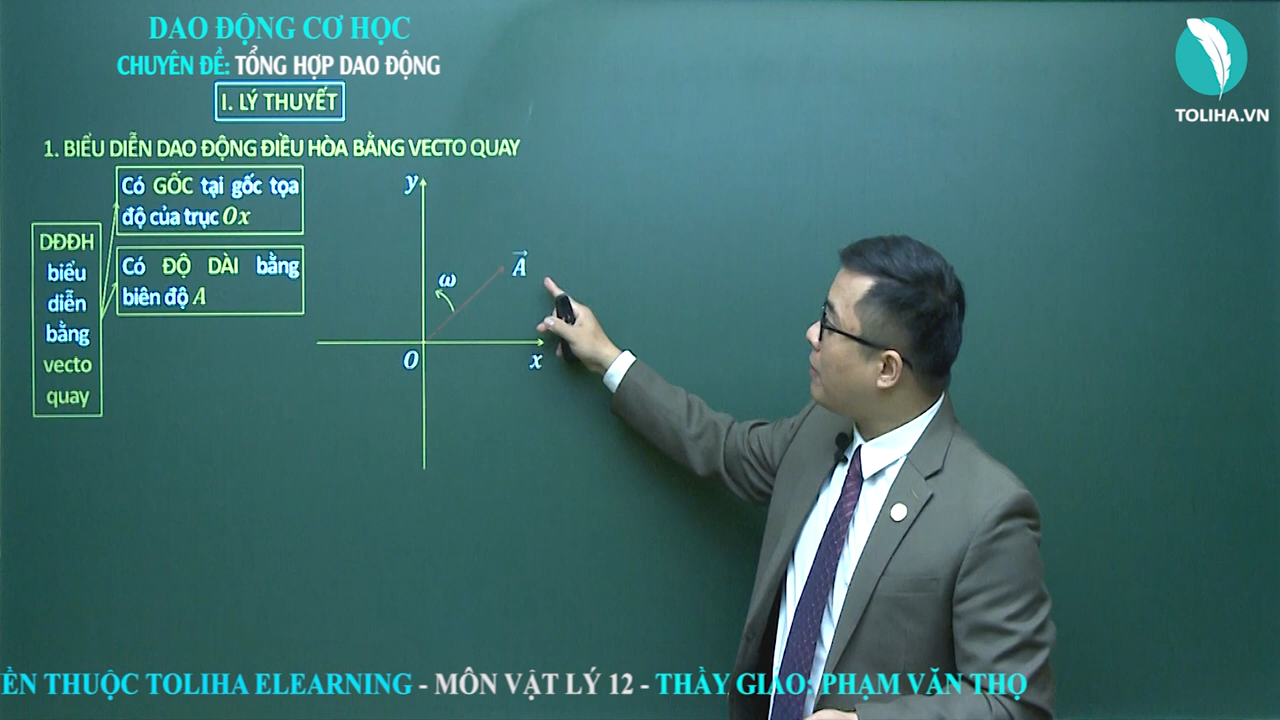 DAO ĐỘNG CƠ HỌC
CHUYÊN ĐỀ: TỔNG HỢP DAO ĐỘNG
I. LÝ THUYẾT
TOLIHA.VN
1. BIỂU DIỄN DAO ĐỘNG ĐIỀU HÒA BẰNG VECTO QUAY
Có GỐC tại gốc tọa
độ của trục Ox
DĐĐH
biểu
diễn
bằng
vecto
quay
Có ĐỘ DÀI bằng
biên độ A
y
A⃗
ω
O
x
ỀN THUỘC TOLIHA ELEARNING - MÔN VẬT LÝ 12 - THẦY GIÁO: PHẠM VĂN THỌ